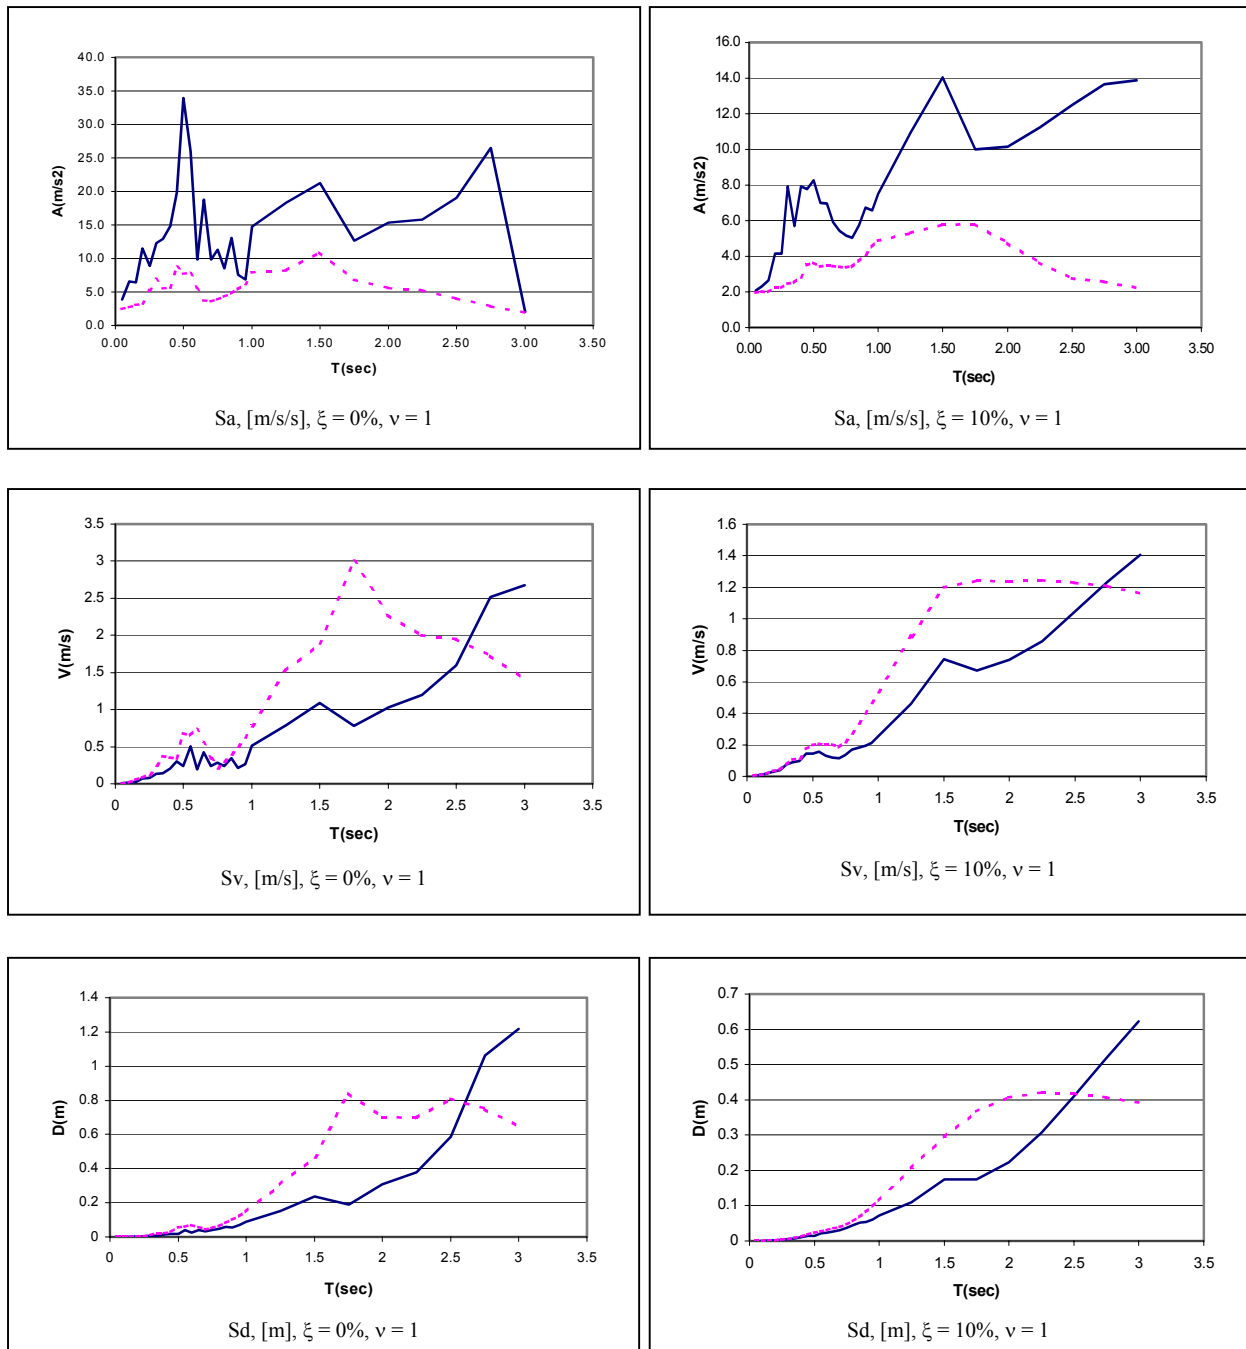 40.0
35.0
30.0
25.0
20.0
15.0
10.0
5.0
0.0
A(m/s2)
0.00 0.50 1.00 1.50 2.00 2.50 3.00 3.50
T(sec)
Sa, [m/s/s], ξ = 0%, ν = 1
16.0
14.0
12.0
10.0
8.0
6.0
4.0
2.0
0.0
A(m/s2)
0.00 0.50 1.00 1.50 2.00 2.50 3.00 3.50
T(sec)
Sa, [m/s/s], ξ = 10%, ν = 1
3.5
3
2.5
2
1.5
1
0.5
0
V(m/s)
0 0.5 1 1.5 2 2.5 3 3.5
T(sec)
Sv, [m/s], ξ = 0%, ν = 1
1.6
1.4
1.2
1
0.8
0.6
0.4
0.2
0
V(m/s)
0 0.5 1 1.5 2 2.5 3 3.5
T(sec)
Sv, [m/s], ξ = 10%, ν = 1
1.4
1.2
1
0.8
0.6
0.4
0.2
0
D(m)
0 0.5 1 1.5 2 2.5 3 3.5
T(sec)
Sd, [m], ξ = 0%, ν = 1
0.7
0.6
0.5
0.4
0.3
0.2
0.1
0
D(m)
0 0.5 1 1.5 2 2.5 3 3.5
T(sec)
Sd, [m], ξ = 10%, ν = 1